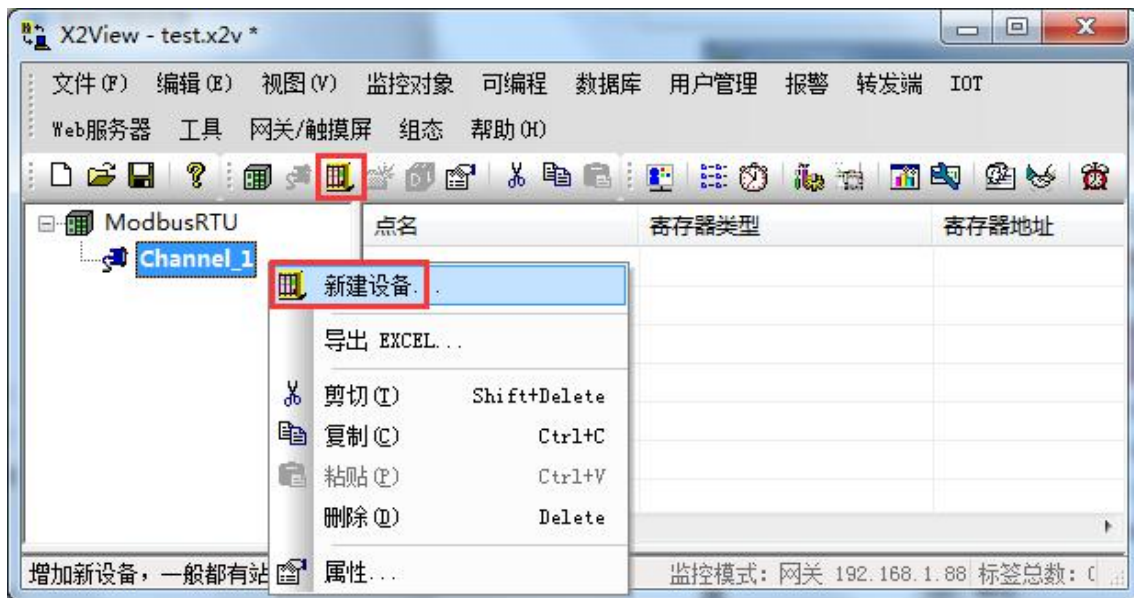 X2View - test.x2v *
文件(F) 编辑(E) 视图(V) 监控对象 可编程 数据库 用户管理 报警 转发端 IOT
Web服务器 工具 网关/触摸屏 组态 帮助(H)
ModbusRTU
Channel_1
点名 寄存器类型 寄存器地址
新建设备...
导出 EXCEL...
剪切(T) Shift+Delete
复制(C) Ctrl+C
粘贴(P) Ctrl+V
删除(D) Delete
属性...
增加新设备，一般都有站 监控模式：网关 192.168.1.88 标签总数：